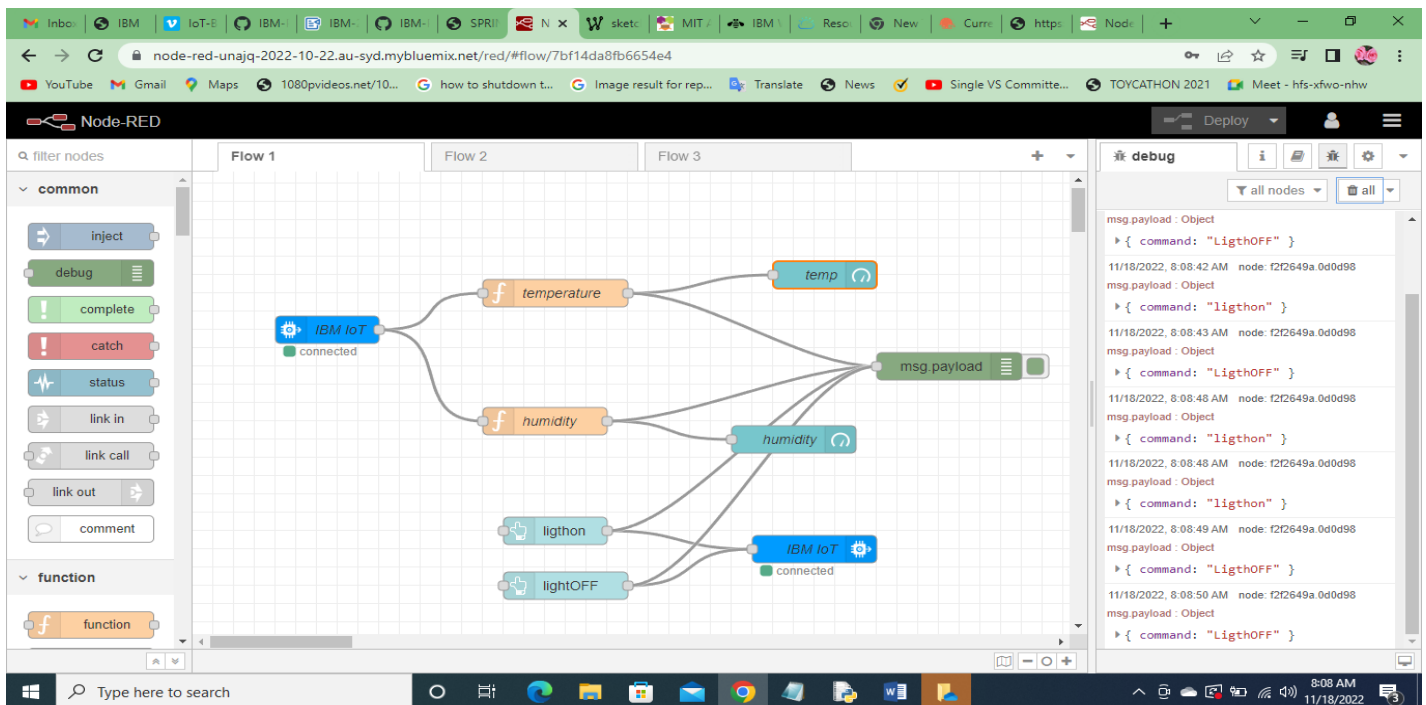 Inbo
IBM
IoT-E
IBM-
IBM-
IBM-
SPRI
N
sketc
MIT
IBM
Reso
New
Curre
https
Node
node-red-unajq-2022-10-22.au-syd.mybluemix.net/red/#flow/7bf14da8fb6654e4
YouTube
Gmail
Maps
1080pvideos.net/10...
how to shutdown t...
Image result for rep...
Translate
News
Single VS Committe...
TOYCATHON 2021
Meet - hfs-xfwo-nhw
Node-RED
Deploy
filter nodes
common
inject
debug
complete
catch
status
link in
link call
link out
comment
function
function
Flow 1
Flow 2
Flow 3
IBM IoT
connected
temperature
humidity
temp
msg.payload
humidity
ligthon
lightOFF
IBM IoT
connected
debug
all nodes
all
msg.payload : Object
{ command: "LigthOFF" }
11/18/2022, 8:08:42 AM node: f2f2649a.0d0d98
msg.payload : Object
{ command: "ligthon" }
11/18/2022, 8:08:43 AM node: f2f2649a.0d0d98
msg.payload : Object
{ command: "LigthOFF" }
11/18/2022, 8:08:48 AM node: f2f2649a.0d0d98
msg.payload : Object
{ command: "ligthon" }
11/18/2022, 8:08:48 AM node: f2f2649a.0d0d98
msg.payload : Object
{ command: "ligthon" }
11/18/2022, 8:08:49 AM node: f2f2649a.0d0d98
msg.payload : Object
{ command: "LigthOFF" }
11/18/2022, 8:08:50 AM node: f2f2649a.0d0d98
msg.payload : Object
{ command: "LigthOFF" }
Type here to search
8:08 AM
11/18/2022
3